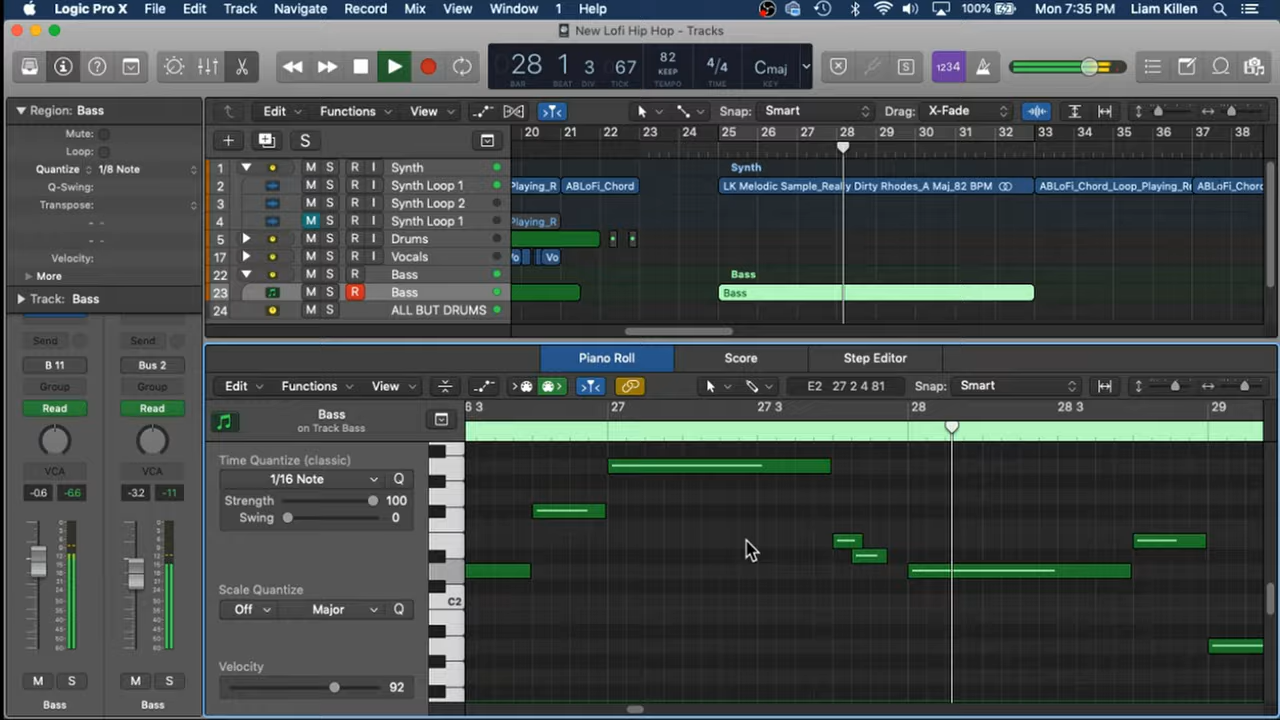 Logic Pro X File Edit Track Navigate Record Mix View Window 1 Help 100% Mon 7:35 PM Liam Killen
New Lofi Hip Hop - Tracks
28 1 3 67 82 KEEP 4/4 Cmaj 1234
BAR BEAT DIV TICK TEMPO TIME KEY
Region: Bass
Mute:
Loop:
Quantize 1/8 Note
Q-Swing:
Transpose:
Velocity:
More
Track: Bass
Edit Functions View Snap: Smart Drag: X-Fade
S
20 21 22 23 24 25 26 27 28 29 30 31 32 33 34 35 36 37 38
1 M S R I Synth Synth
2 M S R I Synth Loop 1 Playing_R ABLoFi_Chord LK Melodic Sample_Really Dirty Rhodes_A Maj_82 BPM ABLoFi_Chord_Loop_Playing_R ABLoFi_Chord
3 M S R I Synth Loop 2
4 M S R I Synth Loop 1 Playing_R
5 M S R I Drums
17 M S R I Vocals Vo Vo
22 M S R Bass Bass
23 M S R Bass Bass
24 M S ALL BUT DRUMS
Piano Roll Score Step Editor
Edit Functions View E2 27 2 4 81 Snap: Smart
6 3 27 27 3 28 28 3 29
Bass
on Track Bass
Time Quantize (classic)
1/16 Note Q
Strength 100
Swing 0
Scale Quantize
Off Major Q
Velocity
92
C2
Send Send
B 11 Bus 2
Group Group
Read Read
VCA VCA
-0.6 -6.6 -3.2 -11
M S M S
Bass Bass